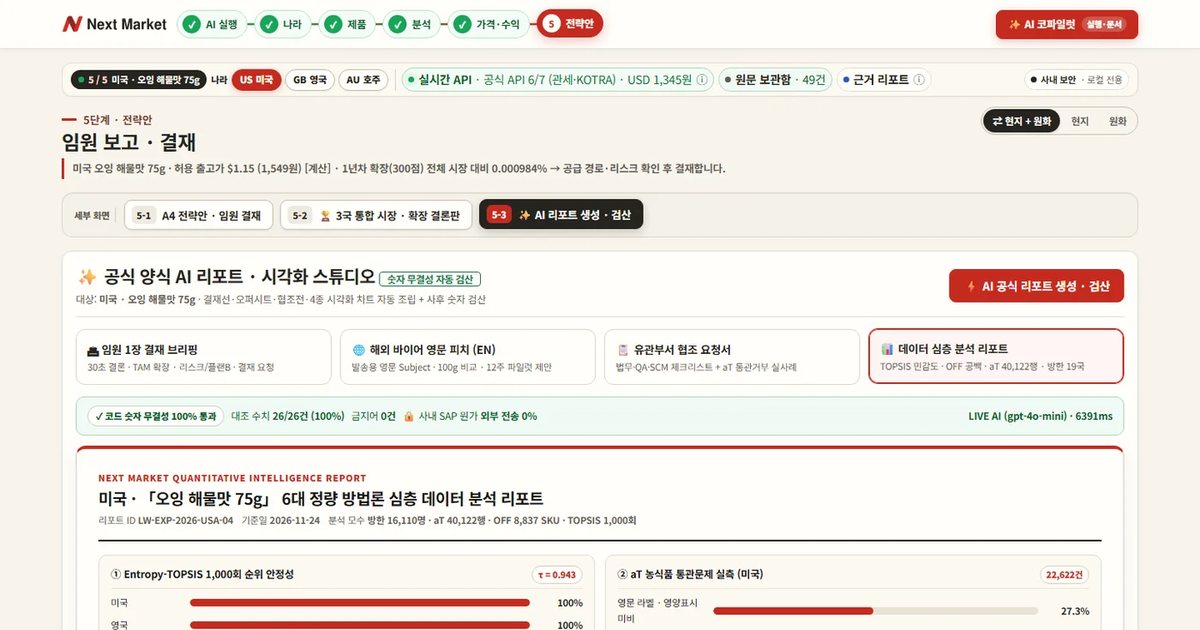 Next Market ✓ AI 실행 ✓ 나라 ✓ 제품 ✓ 분석 ✓ 가격·수익 5 전략안 ✨ AI 코파일럿 실행·문서
5 / 5 미국 · 오잉 해물맛 75g 나라 US 미국 GB 영국 AU 호주 실시간 API · 공식 API 6/7 (관세·KOTRA) · USD 1,345원 ⓘ 원문 보관함 · 49건 근거 리포트 ⓘ 사내 보안 · 로컬 전용
5단계 · 전략안
임원 보고 · 결재
⇄ 현지 + 원화 현지 원화
미국 오잉 해물맛 75g · 허용 출고가 $1.15 (1,549원) [계산] · 1년차 확장(300점) 전체 시장 대비 0.000984% → 공급 경로·리스크 확인 후 결재합니다.
세부 화면 5-1 A4 전략안 · 임원 결재 5-2 🏆 3국 통합 시장 · 확장 결론판 5-3 ✨ AI 리포트 생성 · 검산
✨ 공식 양식 AI 리포트 · 시각화 스튜디오 숫자 무결성 자동 검산
대상: 미국 · 오잉 해물맛 75g · 결재선·오퍼시트·협조전·4종 시각화 차트 자동 조립 + 사후 숫자 검산
⚡ AI 공식 리포트 생성 · 검산
임원 1장 결재 브리핑
30초 결론 · TAM 확장 · 리스크/플랜B · 결재 요청
🌐 해외 바이어 영문 피치 (EN)
발송용 영문 Subject · 100g 비교 · 12주 파일럿 제안
📋 유관부서 협조 요청서
법무·QA·SCM 체크리스트 + aT 통관거부 실사례
📊 데이터 심층 분석 리포트
TOPSIS 민감도 · OFF 공백 · aT 40,122행 · 방한 19국
✓ 코드 숫자 무결성 100% 통과 대조 수치 26/26건 (100%) 금지어 0건 🔒 사내 SAP 원가 외부 전송 0% LIVE AI (gpt-4o-mini) · 6391ms
NEXT MARKET QUANTITATIVE INTELLIGENCE REPORT
미국 · 「오잉 해물맛 75g」 6대 정량 방법론 심층 데이터 분석 리포트
리포트 ID LW-EXP-2026-USA-04 기준일 2026-11-24 분석 모수 방한 16,110명 · aT 40,122행 · OFF 8,837 SKU · TOPSIS 1,000회
① Entropy-TOPSIS 1,000회 순위 안정성 τ = 0.943
미국 100%
영국 100%
② aT 농식품 통관문제 실측 (미국) 22,622건
영문 라벨 · 영양표시
미비 27.3%